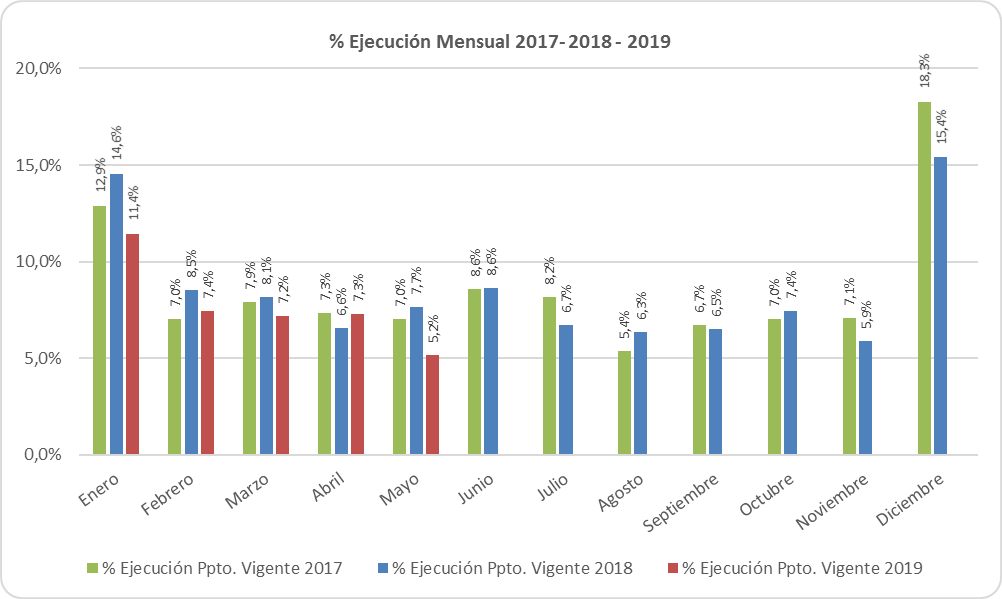 % Ejecución Mensual 2017- 2018 - 2019
20,0%
15,0%
10,0%
5,0%
0,0%
12,9%
14,6%
11,4%
7,0%
8,5%
7,4%
7,9%
8,1%
7,2%
7,3%
6,6%
7,3%
7,0%
7,7%
5,2%
8,6%
8,6%
8,2%
6,7%
5,4%
6,3%
6,7%
6,5%
7,0%
7,4%
7,1%
5,9%
18,3%
15,4%
Enero
Febrero
Marzo
Abril
Mayo
Junio
Julio
Agosto
Septiembre
Octubre
Noviembre
Diciembre
% Ejecución Ppto. Vigente 2017
% Ejecución Ppto. Vigente 2018
% Ejecución Ppto. Vigente 2019